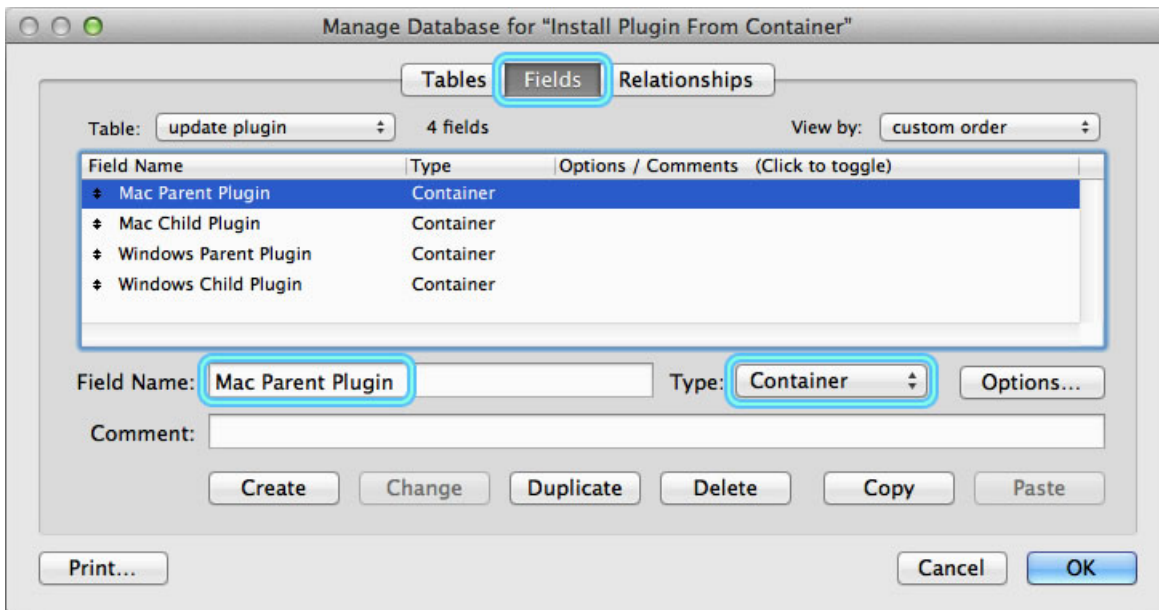 Manage Database for “Install Plugin From Container”
Tables Fields Relationships
Table: update plugin 4 fields View by: custom order
Field Name Type Options / Comments (Click to toggle)
Mac Parent Plugin Container
Mac Child Plugin Container
Windows Parent Plugin Container
Windows Child Plugin Container
Field Name: Mac Parent Plugin Type: Container Options...
Comment:
Create Change Duplicate Delete Copy Paste
Print... Cancel OK